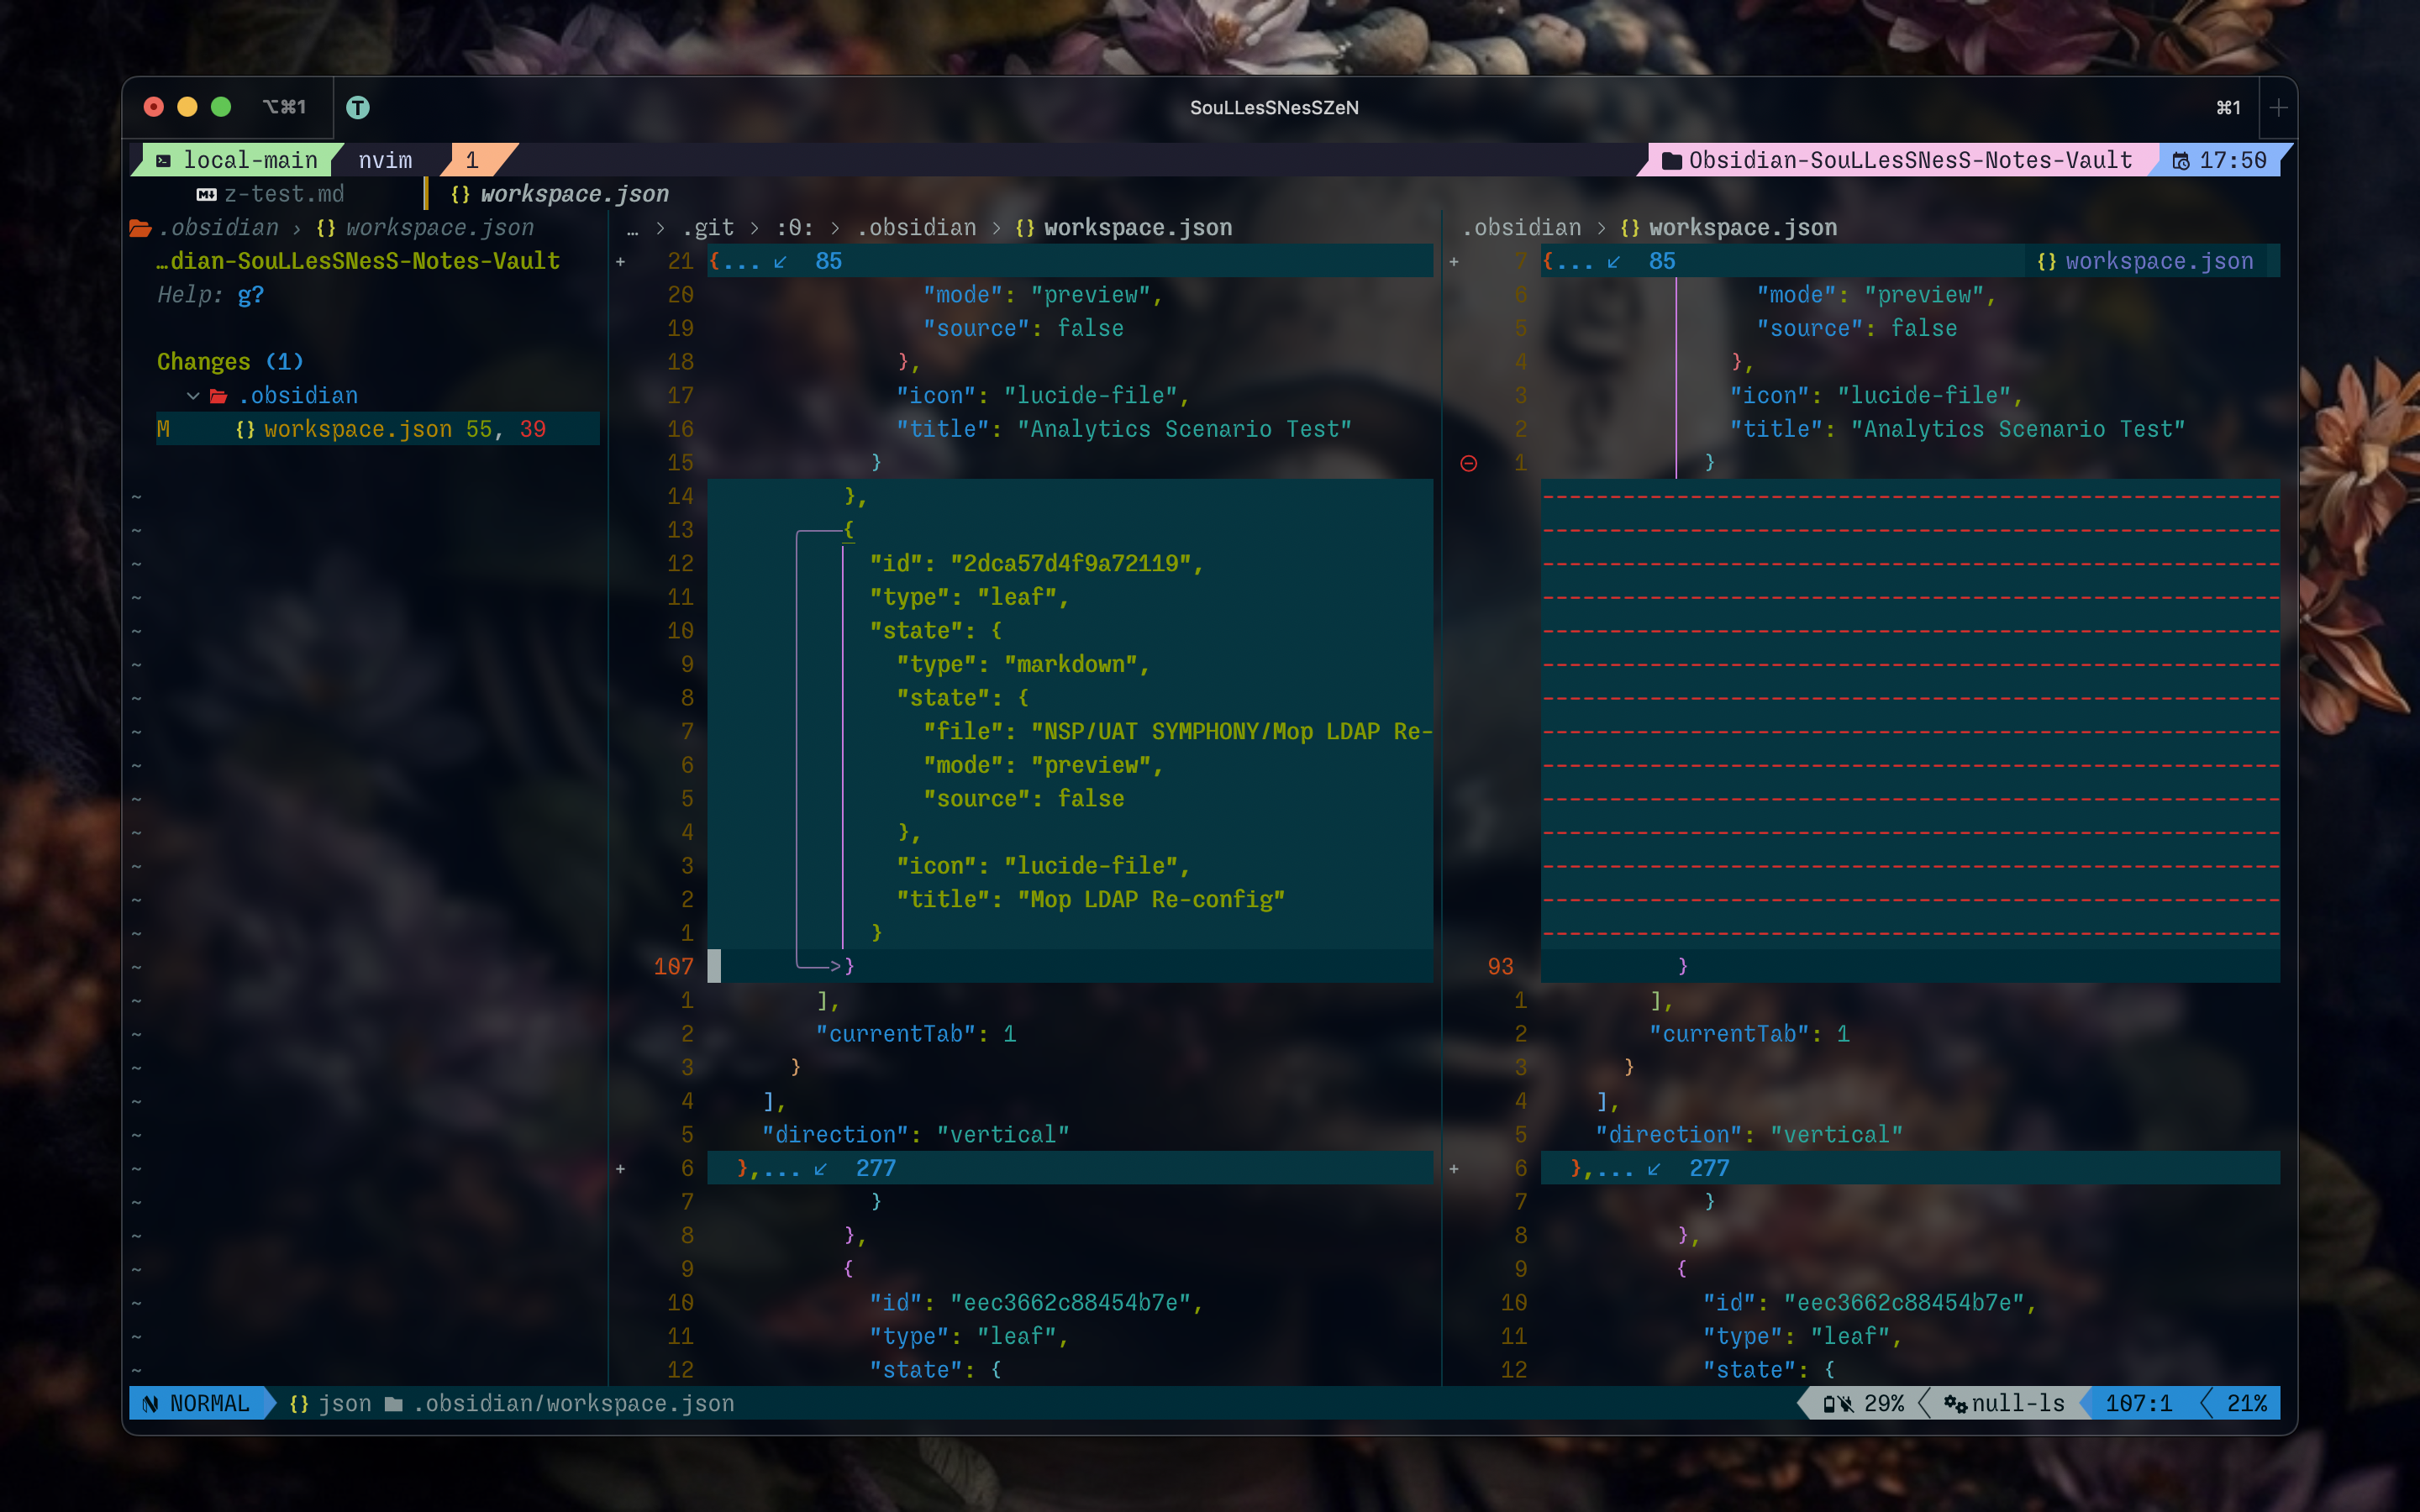 ⌥⌘1 T SouLLesSNesSZeN ⌘1 +
local-main nvim 1 Obsidian-SouLLesSNesS-Notes-Vault 17:50
z-test.md {} workspace.json
.obsidian › {} workspace.json
…dian-SouLLesSNesS-Notes-Vault
Help: g?
Changes (1)
.obsidian
M {} workspace.json 55, 39
… > .git > :0: > .obsidian > {} workspace.json
+ 21 {... ↙ 85
20 "mode": "preview",
19 "source": false
18 },
17 "icon": "lucide-file",
16 "title": "Analytics Scenario Test"
15 }
14 },
13 {
12 "id": "2dca57d4f9a72119",
11 "type": "leaf",
10 "state": {
9 "type": "markdown",
8 "state": {
7 "file": "NSP/UAT SYMPHONY/Mop LDAP Re-
6 "mode": "preview",
5 "source": false
4 },
3 "icon": "lucide-file",
2 "title": "Mop LDAP Re-config"
1 }
107 }
1 ],
2 "currentTab": 1
3 }
4 ],
5 "direction": "vertical"
+ 6 },... ↙ 277
7 }
8 },
9 {
10 "id": "eec3662c88454b7e",
11 "type": "leaf",
12 "state": {
.obsidian > {} workspace.json
+ 7 {... ↙ 85 {} workspace.json
6 "mode": "preview",
5 "source": false
4 },
3 "icon": "lucide-file",
2 "title": "Analytics Scenario Test"
1 }
93 }
1 ],
2 "currentTab": 1
3 }
4 ],
5 "direction": "vertical"
+ 6 },... ↙ 277
7 }
8 },
9 {
10 "id": "eec3662c88454b7e",
11 "type": "leaf",
12 "state": {
NORMAL {} json .obsidian/workspace.json 29% null-ls 107:1 21%